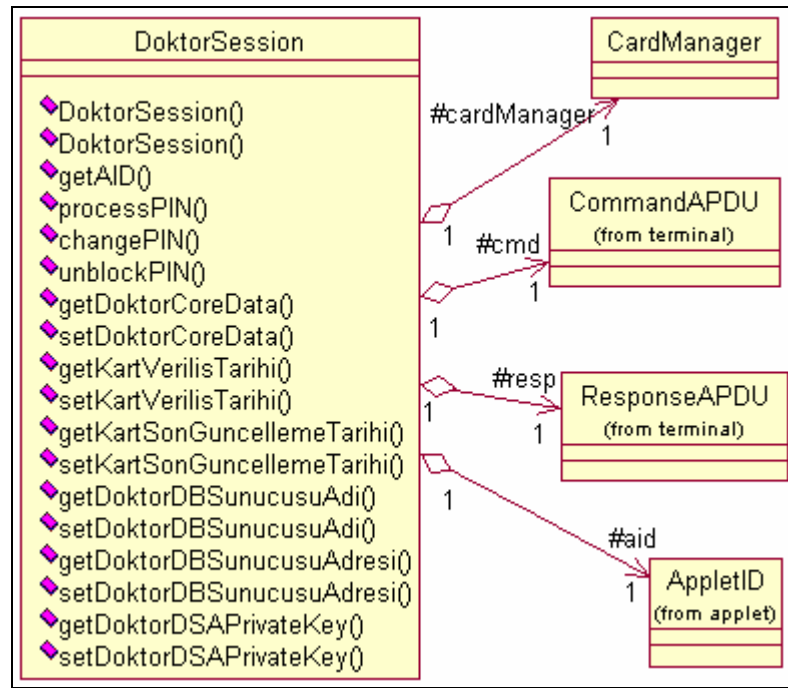 DoktorSession
DoktorSession()
DoktorSession()
getAID()
processPIN()
changePIN()
unblockPIN()
getDoktorCoreData()
setDoktorCoreData()
getKartVerilisTarihi()
setKartVerilisTarihi()
getKartSonGuncellemeTarihi()
setKartSonGuncellemeTarihi()
getDoktorDBSunucusuAdi()
setDoktorDBSunucusuAdi()
getDoktorDBSunucusuAdresi()
setDoktorDBSunucusuAdresi()
getDoktorDSAPrivateKey()
setDoktorDSAPrivateKey()
CardManager
#cardManager
1
1
CommandAPDU
(from terminal)
#cmd
1
1
#resp
1
1
ResponseAPDU
(from terminal)
1
#aid
1
AppletID
(from applet)